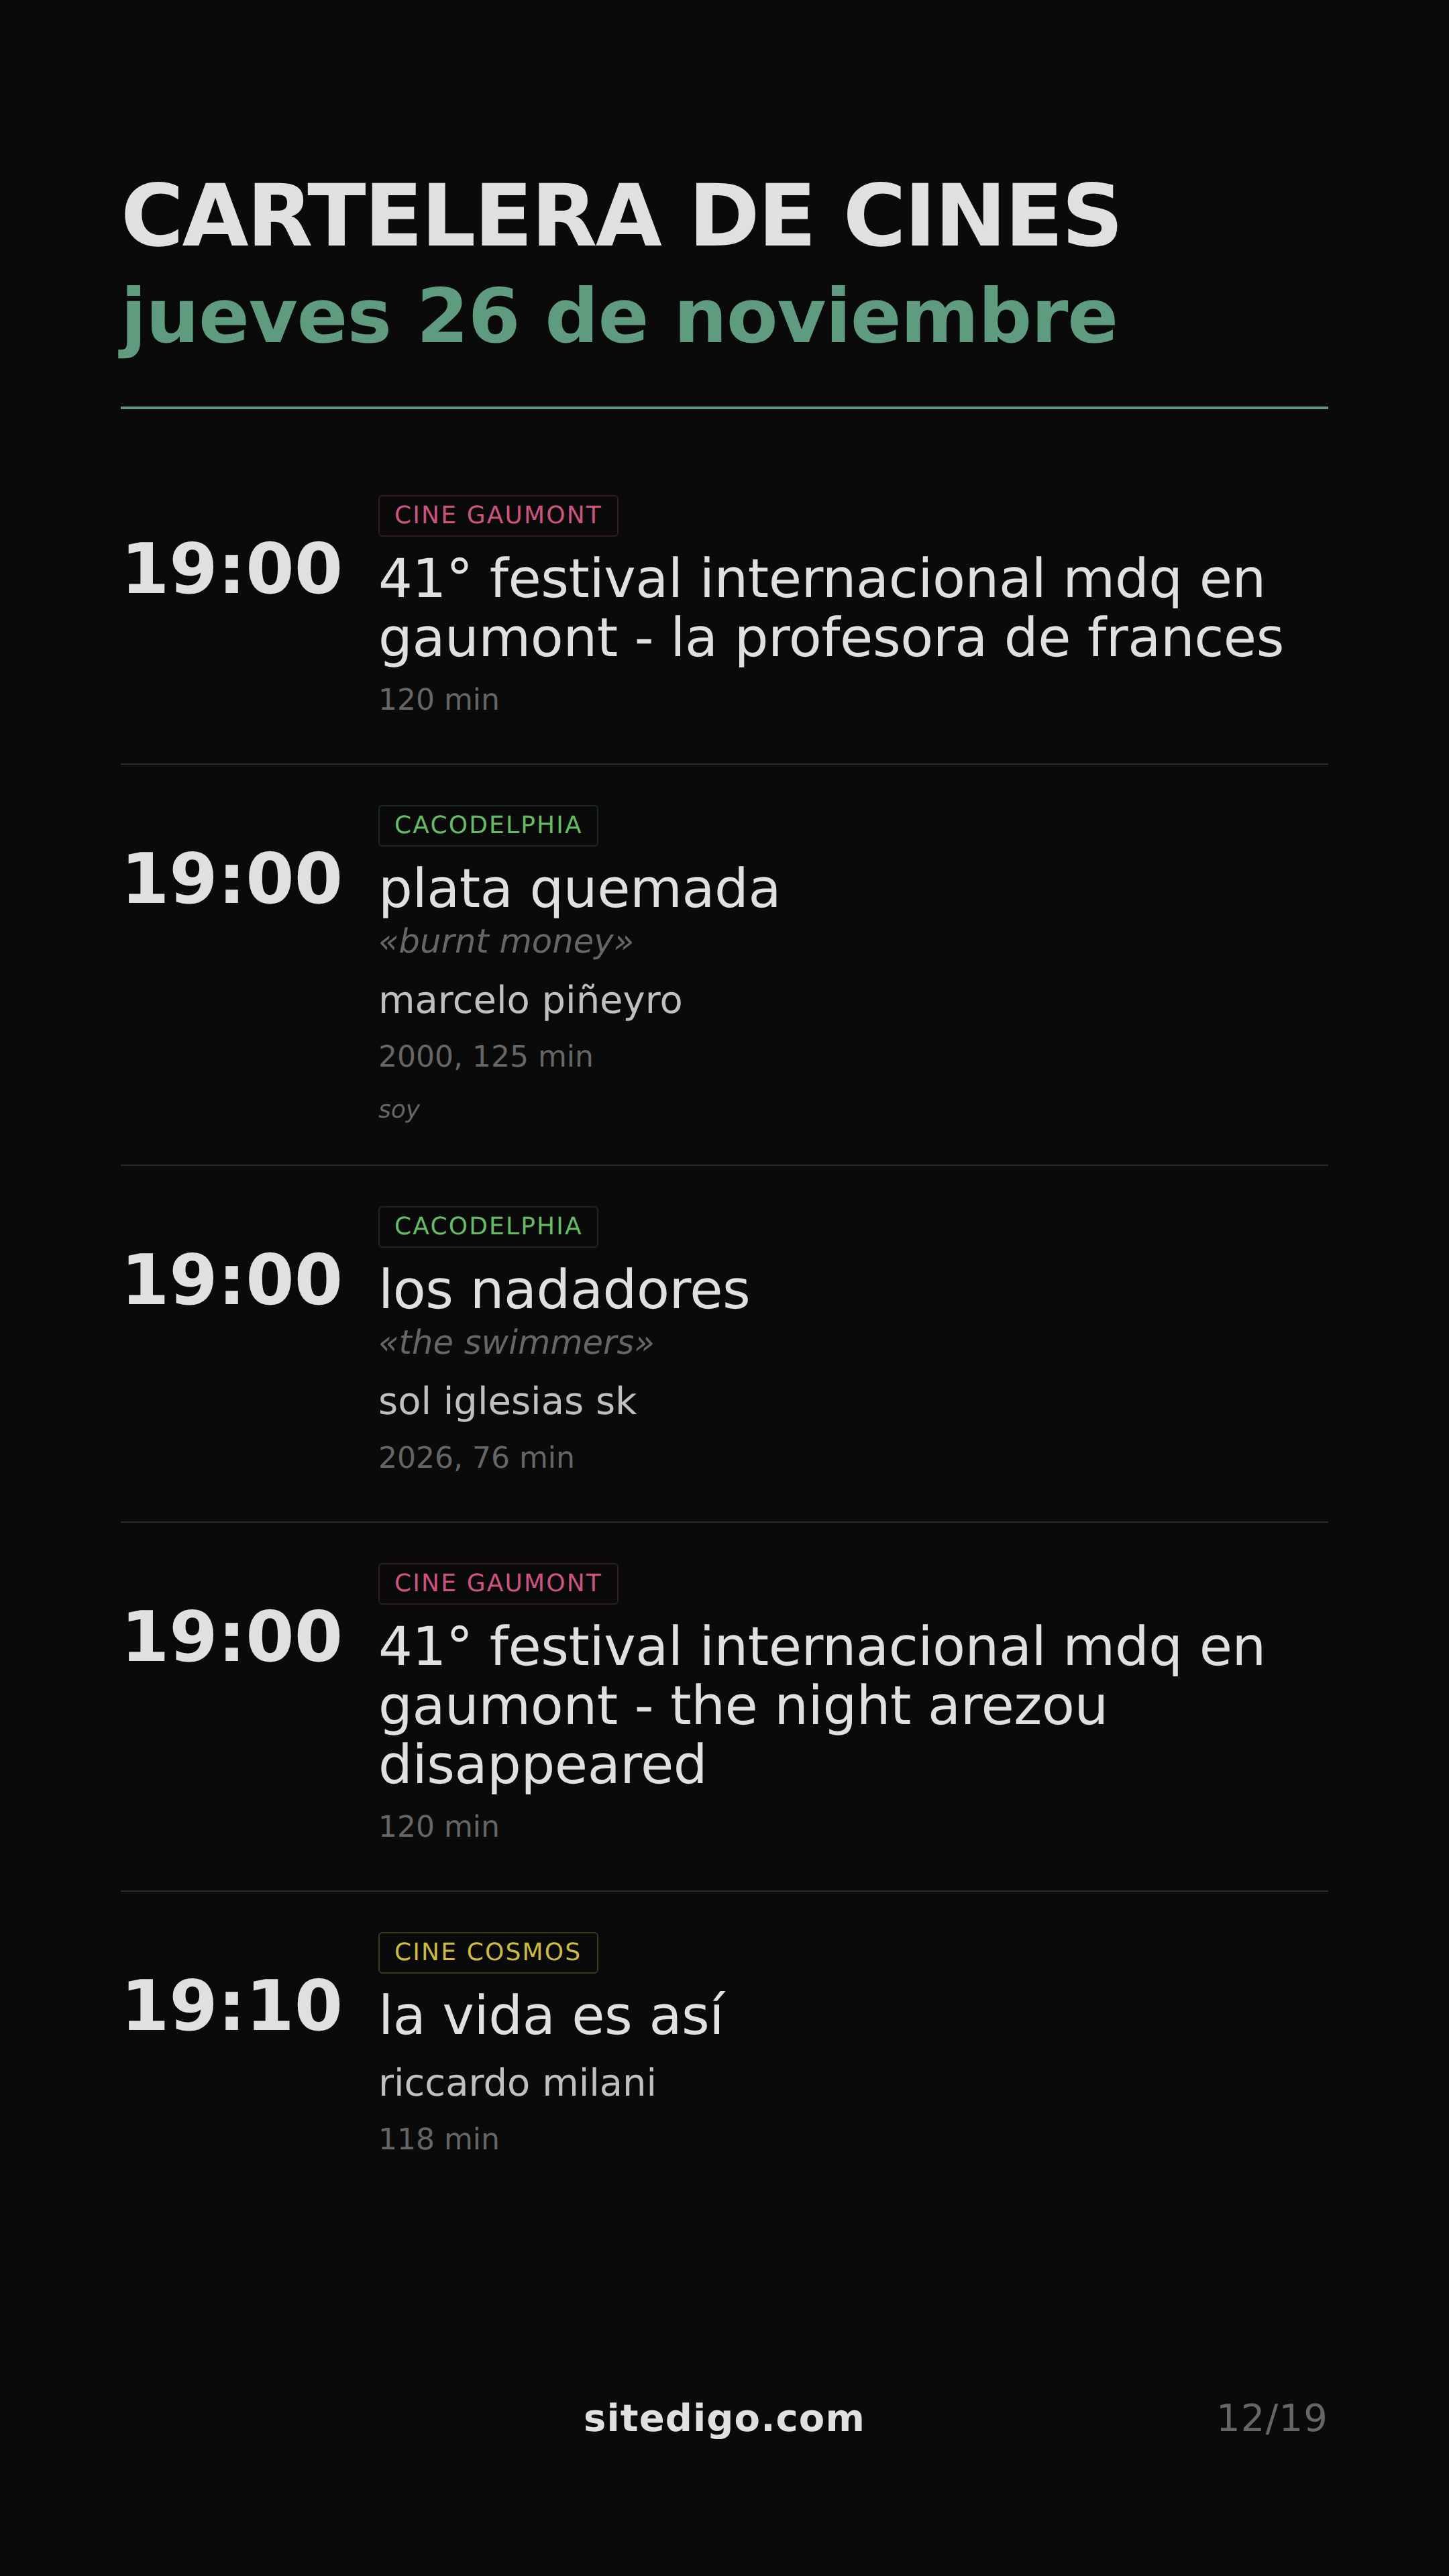 CARTELERA DE CINES
jueves 26 de noviembre
CINE GAUMONT
19:00
41° festival internacional mdq en
gaumont - la profesora de frances
120 min
CACODELPHIA
19:00
plata quemada
«burnt money»
marcelo piñeyro
2000, 125 min
soy
CACODELPHIA
19:00
los nadadores
«the swimmers»
sol iglesias sk
2026, 76 min
CINE GAUMONT
19:00
41° festival internacional mdq en
gaumont - the night arezou
disappeared
120 min
CINE COSMOS
19:10
la vida es así
riccardo milani
118 min
sitedigo.com
12/19